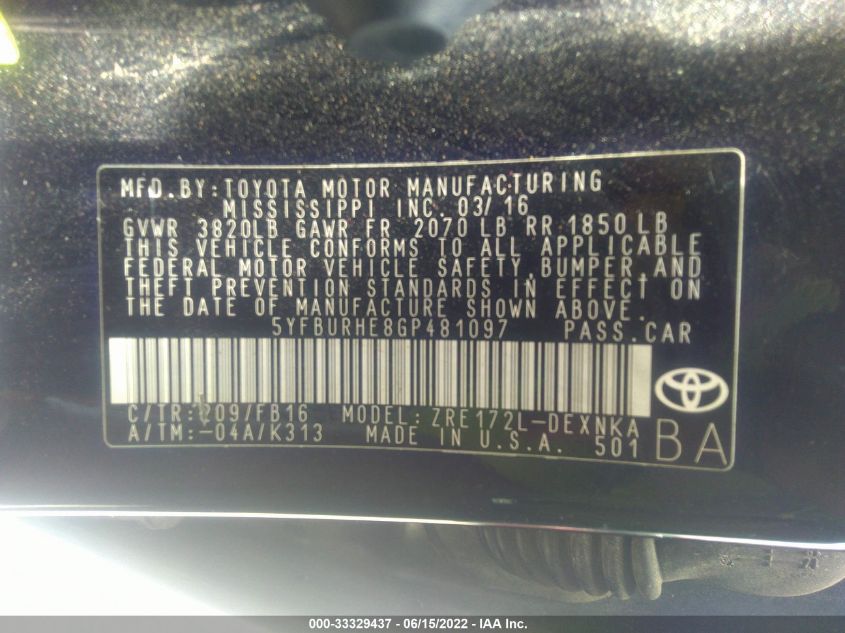 MFD. BY: TOYOTA MOTOR MANUFACTURING
MISSISSIPPI INC. 03/16
GVWR 3820LB GAWR FR 2070 LB RR 1850 LB
THIS VEHICLE CONFORMS TO ALL APPLICABLE
FEDERAL MOTOR VEHICLE SAFETY, BUMPER, AND
THEFT PREVENTION STANDARDS IN EFFECT ON
THE DATE OF MANUFACTURE SHOWN ABOVE.
5YFBURHE8GP481097 PASS. CAR
C/TR: 209/FB16 MODEL: ZRE172L-DEXNKA
A/TM: -04A/K313 MADE IN U.S.A. 501 BA
000-33329437 - 06/15/2022 - IAA Inc.